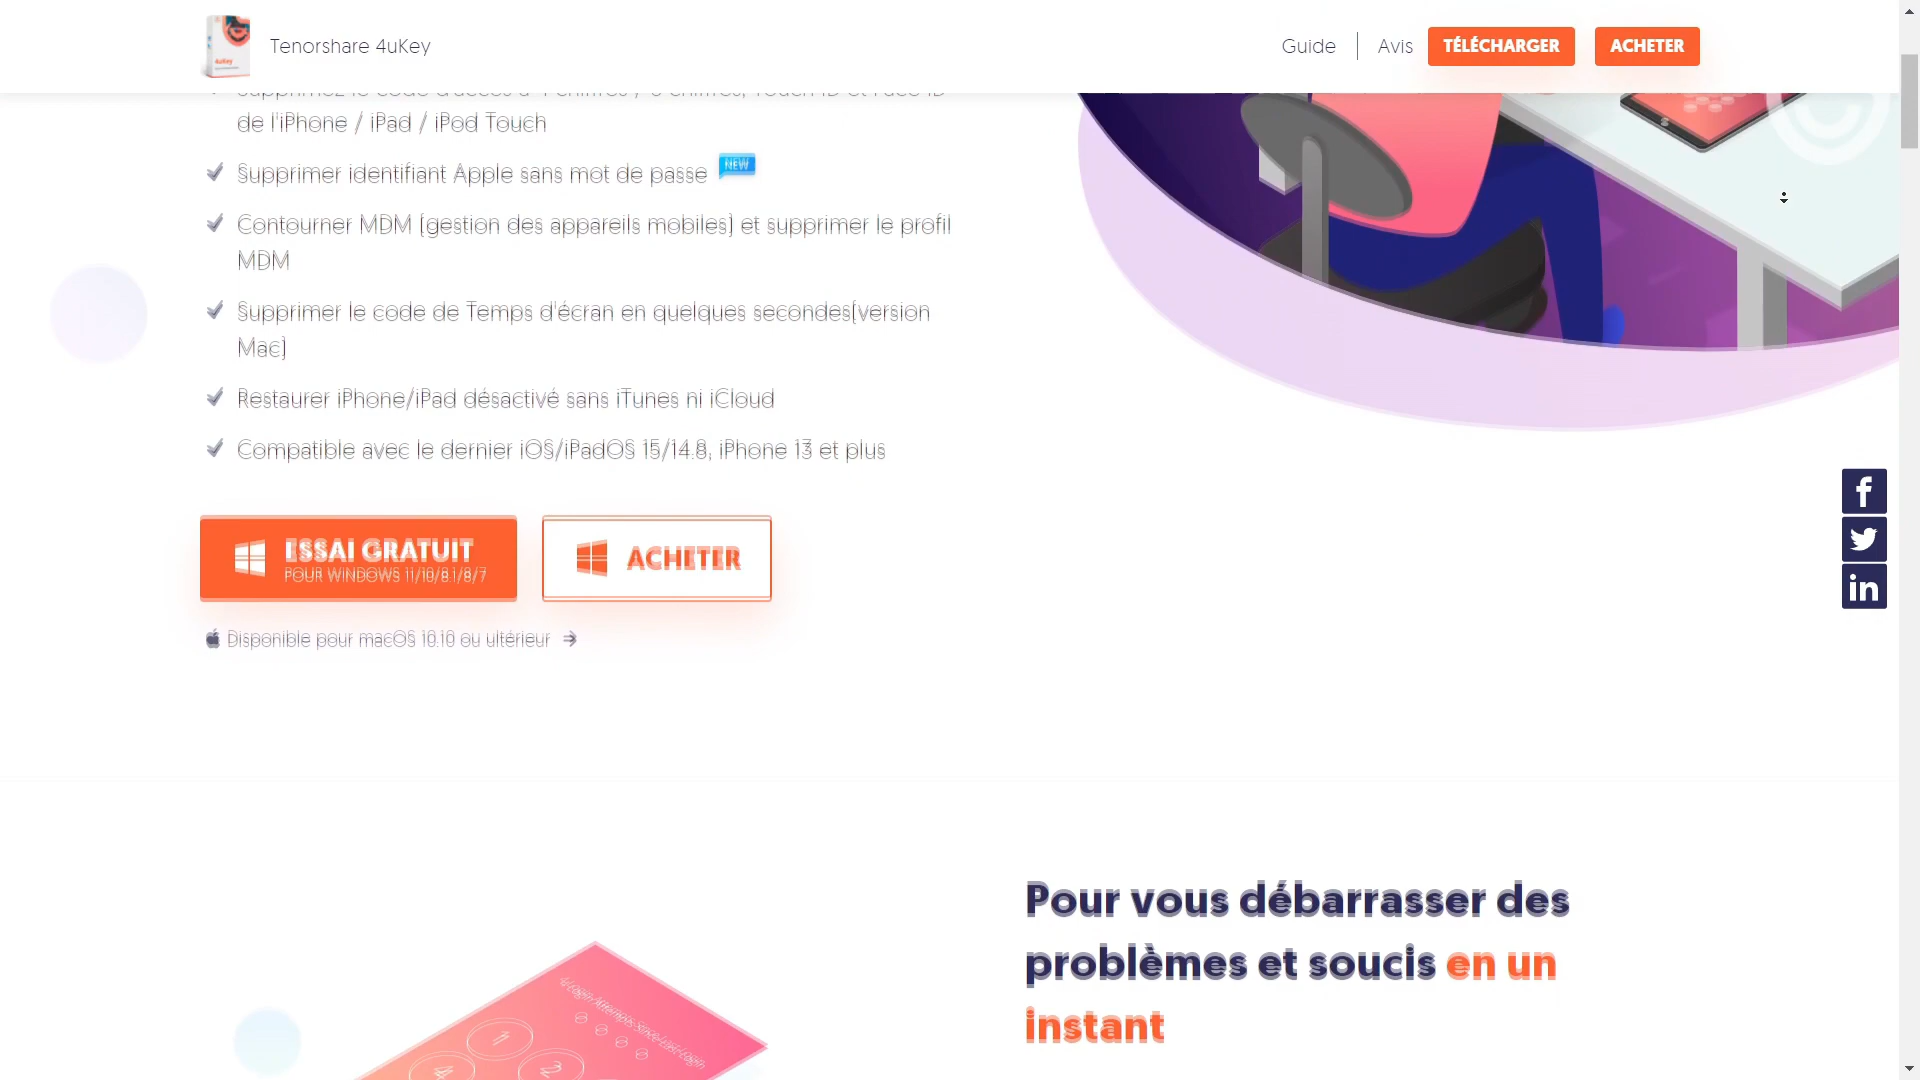 Tenorshare 4uKey
Guide
Avis
TÉLÉCHARGER
ACHETER
de l'iPhone / iPad / iPod Touch
Supprimer identifiant Apple sans mot de passe
NEW
Contourner MDM (gestion des appareils mobiles) et supprimer le profil
MDM
Supprimer le code de Temps d'écran en quelques secondes(version
Mac)
Restaurer iPhone/iPad désactivé sans iTunes ni iCloud
Compatible avec le dernier iOS/iPadOS 15/14.8, iPhone 13 et plus
ESSAI GRATUIT
POUR WINDOWS 11/10/8.1/8/7
ACHETER
Disponible pour macOS 10.10 ou ultérieur
Pour vous débarrasser des
problèmes et soucis en un
instant
1
2
4